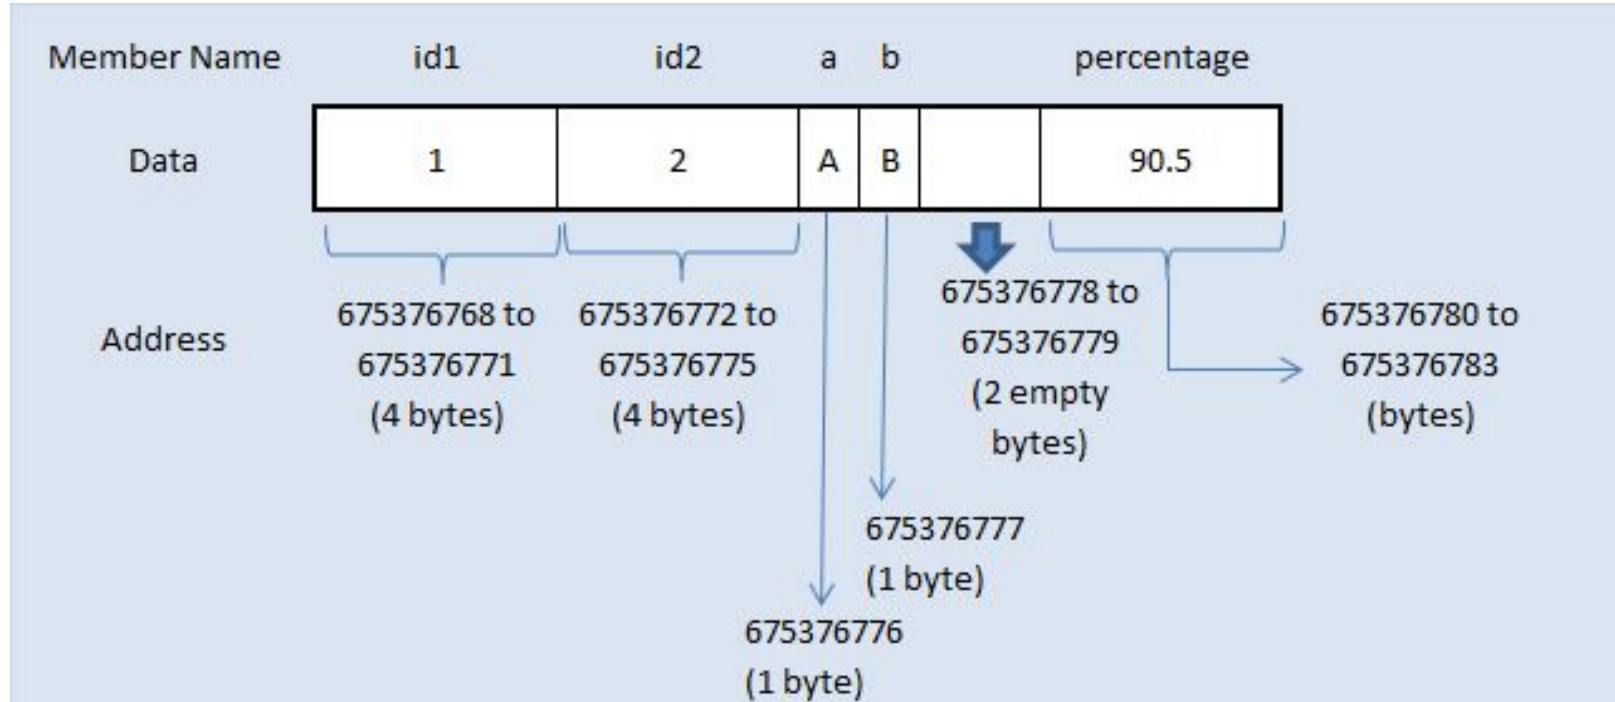 Member Name id1 id2 a b percentage
Data 1 2 A B 90.5
Address
675376768 to
675376771
(4 bytes)
675376772 to
675376775
(4 bytes)
675376778 to
675376779
(2 empty
bytes)
675376780 to
675376783
(bytes)
675376777
(1 byte)
675376776
(1 byte)